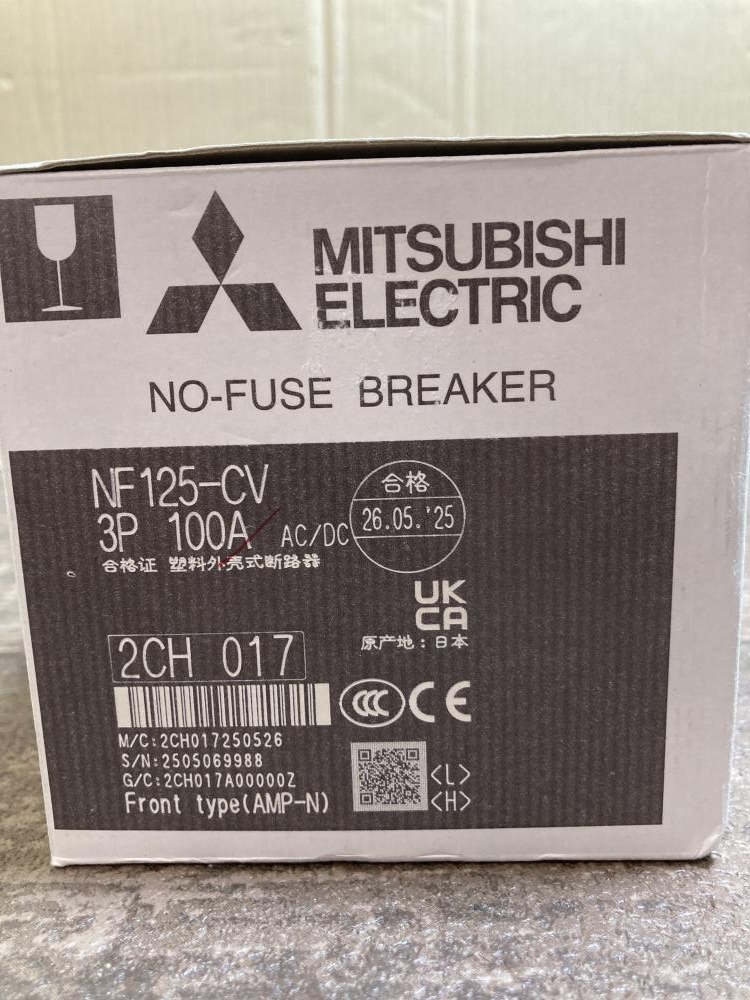 MITSUBISHI
ELECTRIC
NO-FUSE BREAKER
NF125-CV
3P 100A AC/DC
合格
26.05.'25
合格证 塑料外壳式断路器
UK
CA
原产地：日本
2CH 017
CCC CE
M/C:2CH017250526
S/N:2505069988
G/C:2CH017A00000Z
Front type(AMP-N)
<L>
<H>